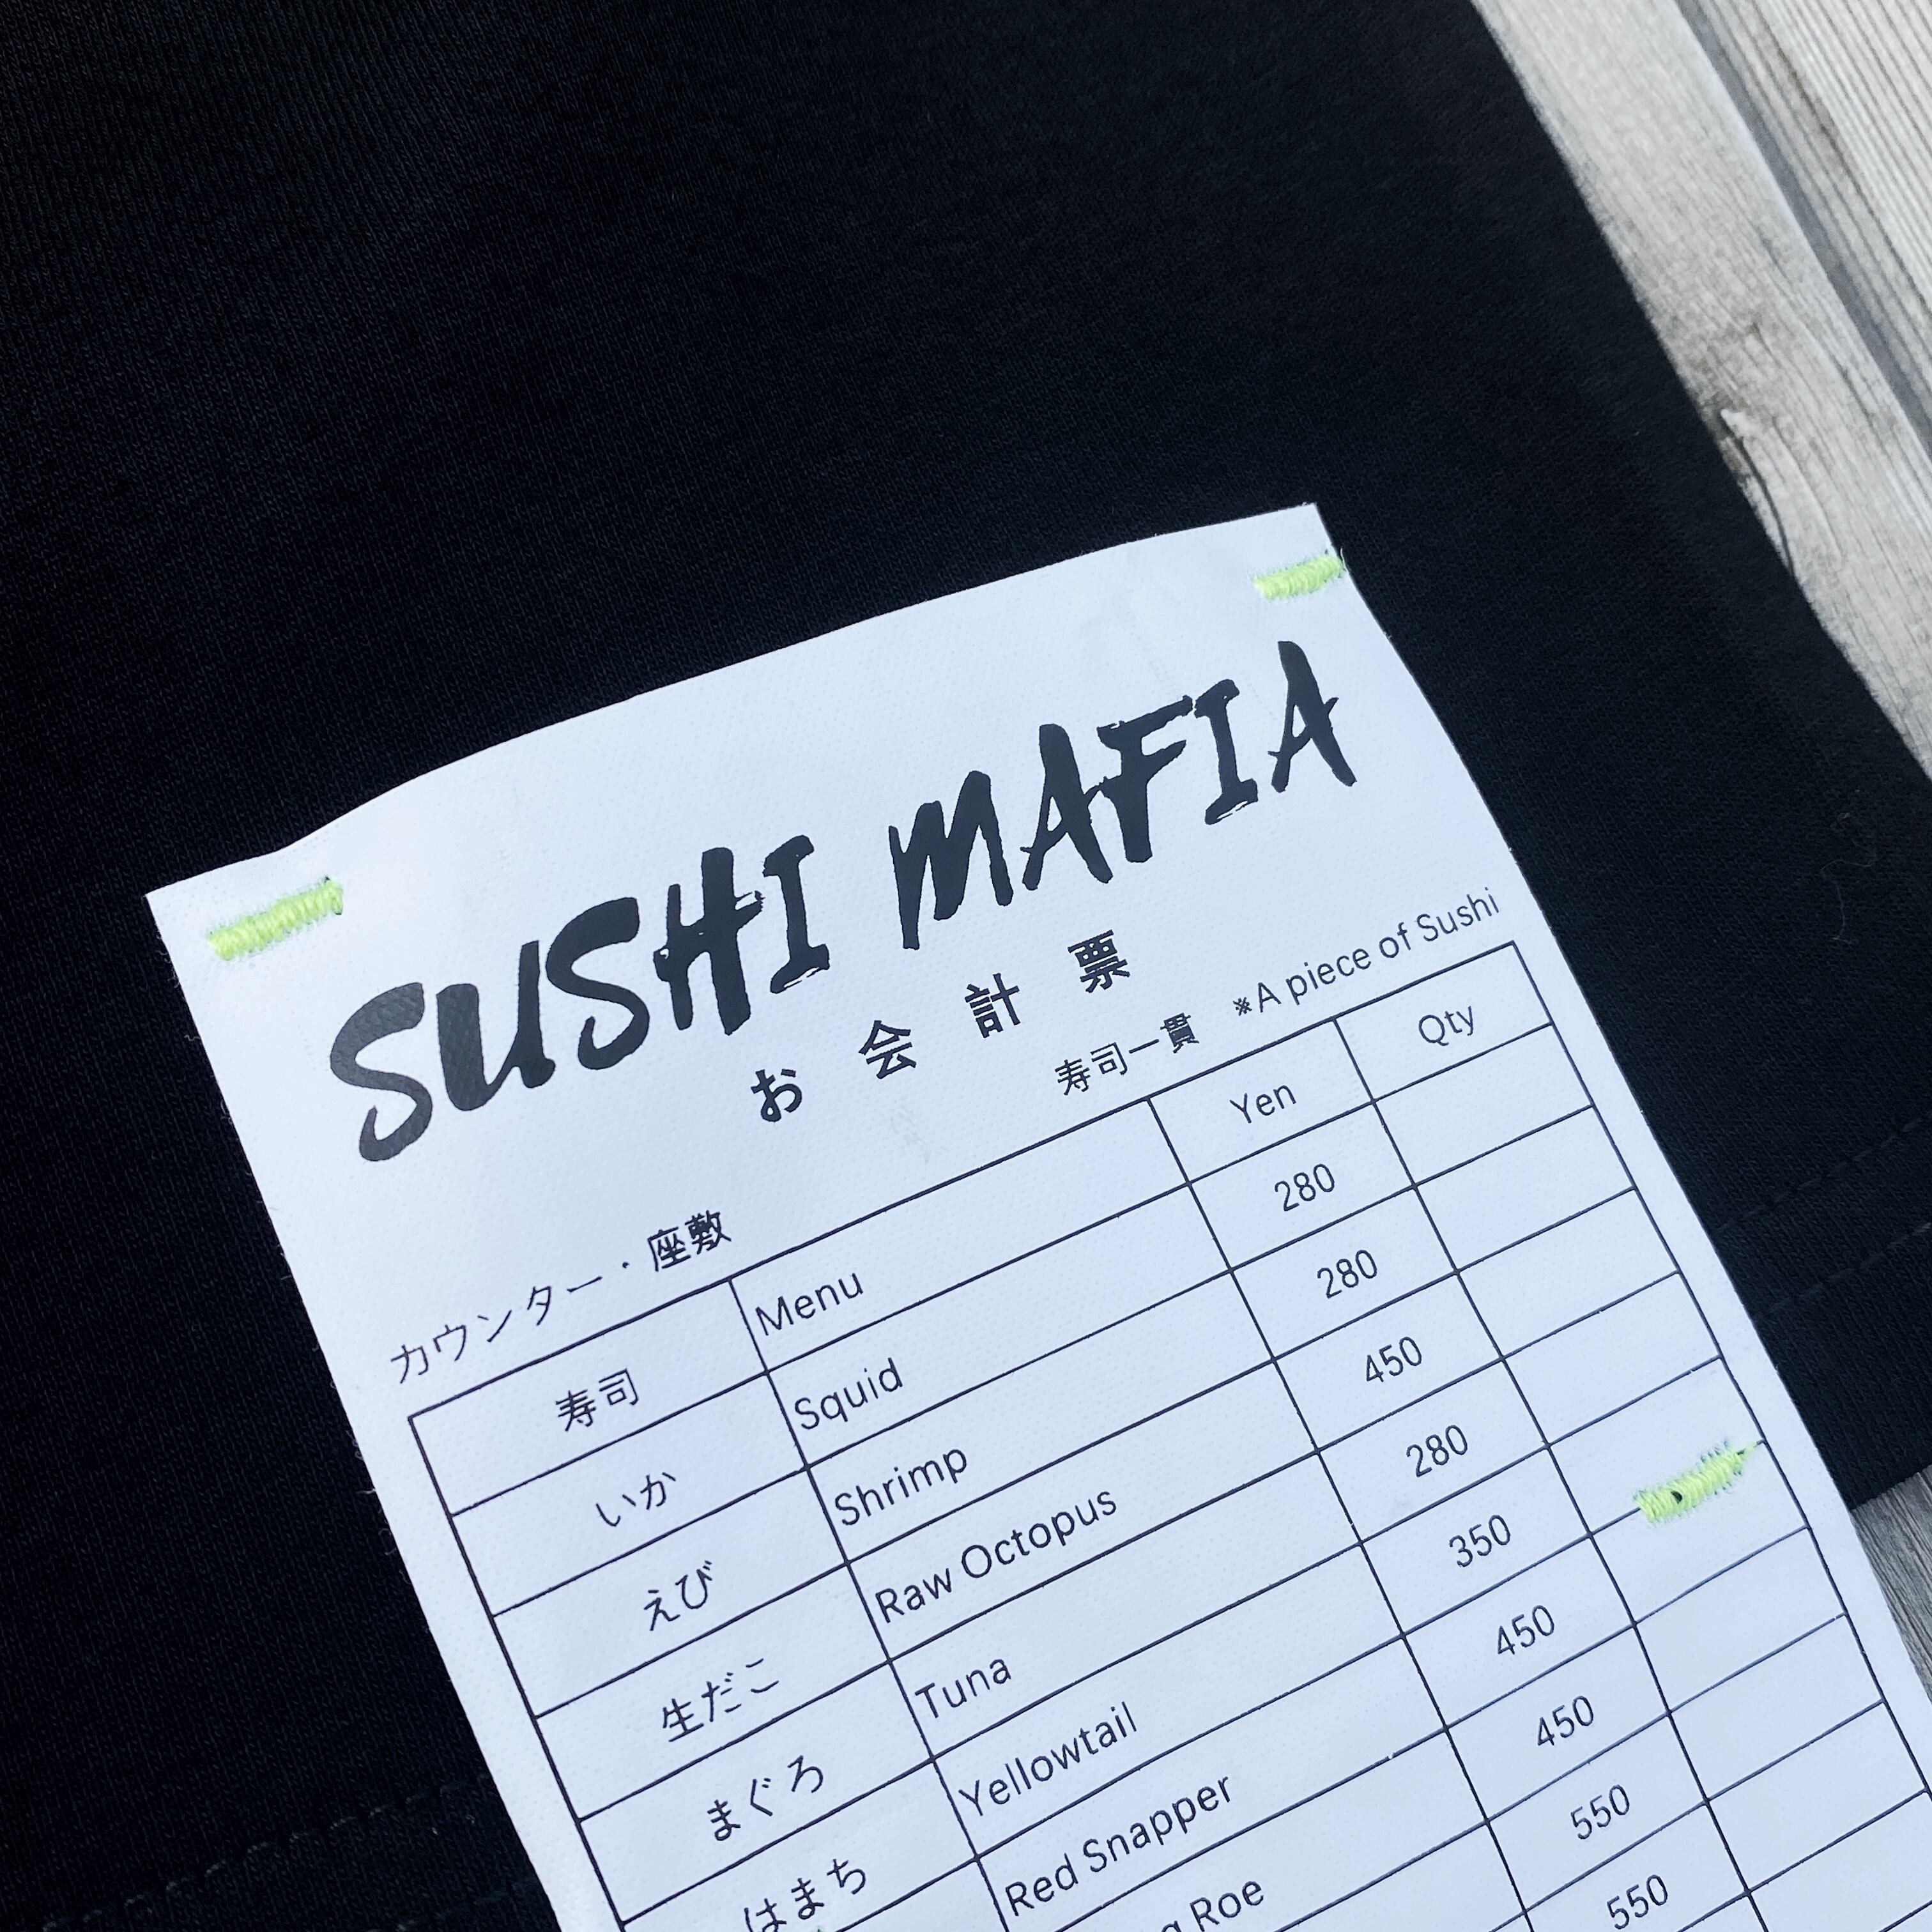 SUSHI MAFIA
お会計票
寿司一貫 ※A piece of Sushi
カウンター・座敷
寿司 Menu Yen Qty
いか Squid 280
えび Shrimp 280
生だこ Raw Octopus 450
まぐろ Tuna 280
はまち Yellowtail 350
Red Snapper 450
Roe 450
550
550